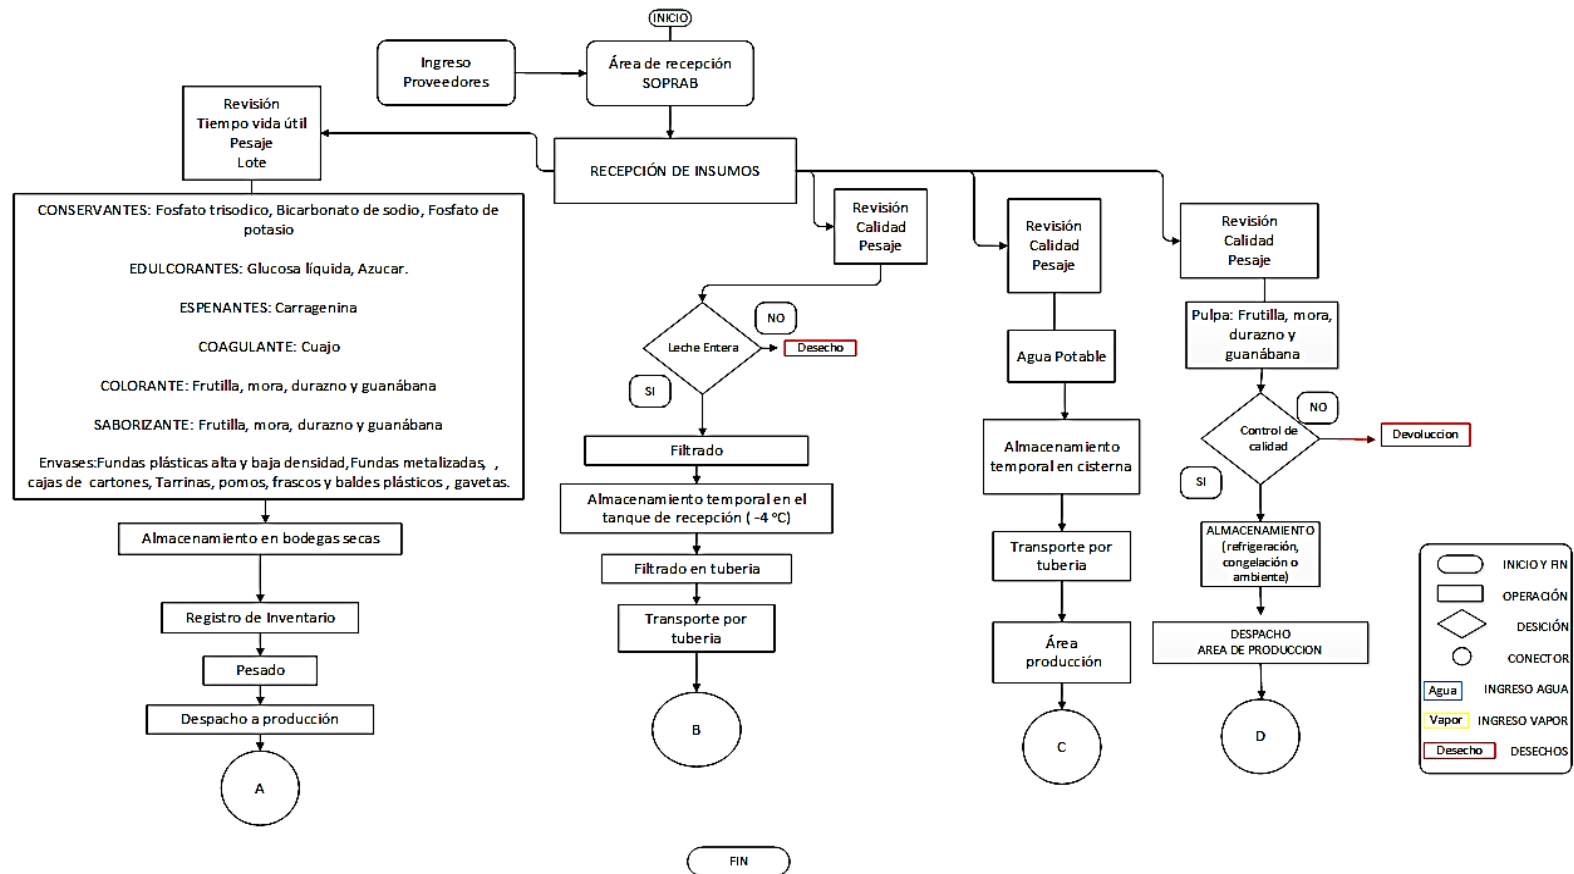 INICIO
Ingreso
Proveedores
Área de recepción
SOPRAB
Revisión
Tiempo vida útil
Pesaje
Lote
RECEPCIÓN DE INSUMOS
CONSERVANTES: Fosfato trisodico, Bicarbonato de sodio, Fosfato de
potasio
EDULCORANTES: Glucosa líquida, Azucar.
ESPENANTES: Carragenina
COAGULANTE: Cuajo
COLORANTE: Frutilla, mora, durazno y guanábana
SABORIZANTE: Frutilla, mora, durazno y guanábana
Envases:Fundas plásticas alta y baja densidad,Fundas metalizadas, ,
cajas de cartones, Tarrinas, pomos, frascos y baldes plásticos , gavetas.
Almacenamiento en bodegas secas
Registro de Inventario
Pesado
Despacho a producción
A
Revisión
Calidad
Pesaje
Leche Entera
NO
Desecho
SI
Filtrado
Almacenamiento temporal en el
tanque de recepción ( -4 °C)
Filtrado en tuberia
Transporte por
tuberia
B
Revisión
Calidad
Pesaje
Agua Potable
Almacenamiento
temporal en cisterna
Transporte por
tuberia
Área
producción
C
Revisión
Calidad
Pesaje
Pulpa: Frutilla, mora,
durazno y
guanábana
NO
Control de
calidad
Devoluccion
SI
ALMACENAMIENTO
(refrigeración,
congelación o
ambiente)
DESPACHO
AREA DE PRODUCCION
D
INICIO Y FIN
OPERACIÓN
DESICIÓN
CONECTOR
Agua INGRESO AGUA
Vapor INGRESO VAPOR
Desecho DESECHOS
FIN